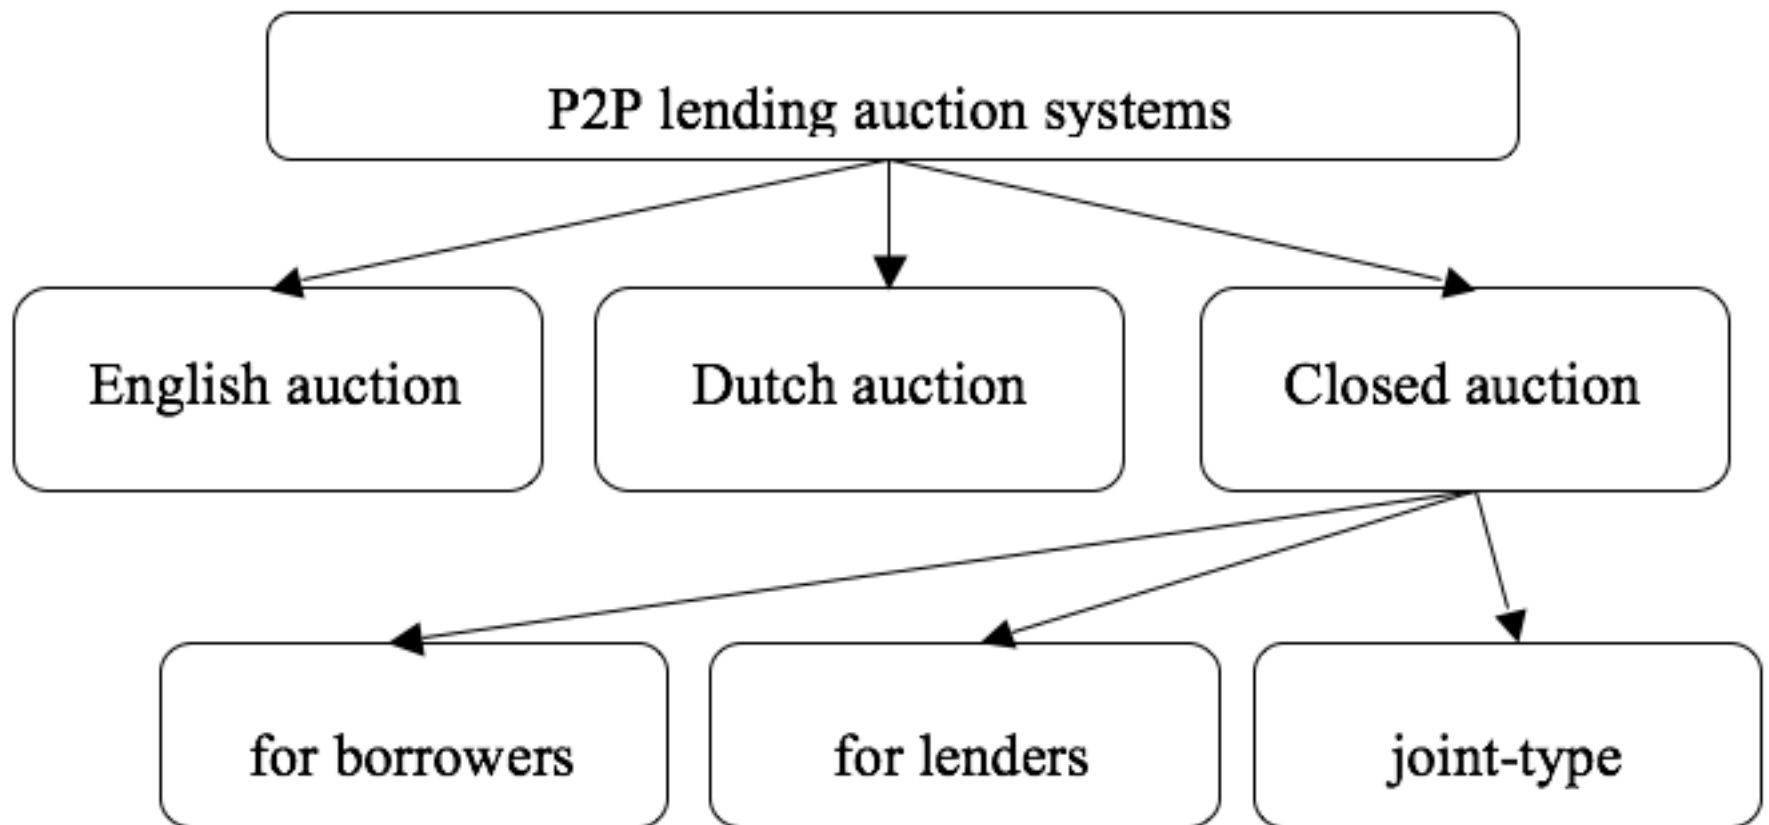 P2P lending auction systems
English auction
Dutch auction
Closed auction
for borrowers
for lenders
joint-type